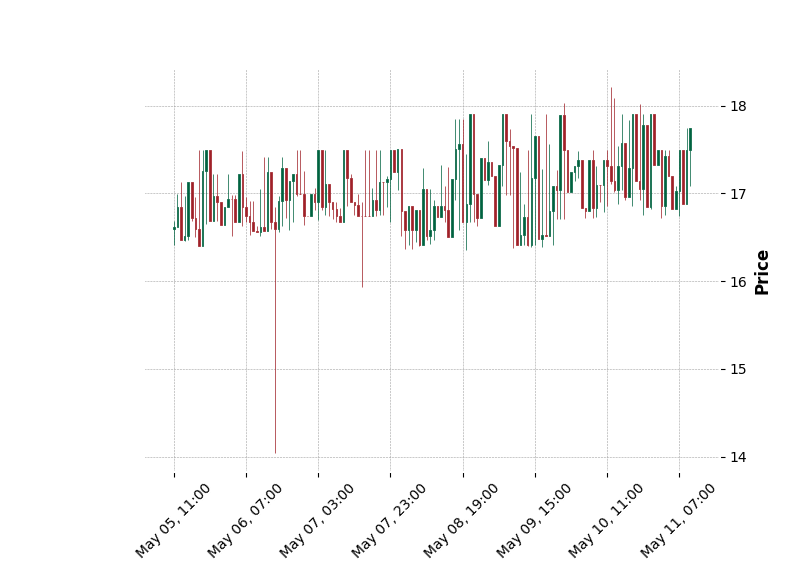 18
17
16
15
14
Price
May 05, 11:00
May 06, 07:00
May 07, 03:00
May 07, 23:00
May 08, 19:00
May 09, 15:00
May 10, 11:00
May 11, 07:00